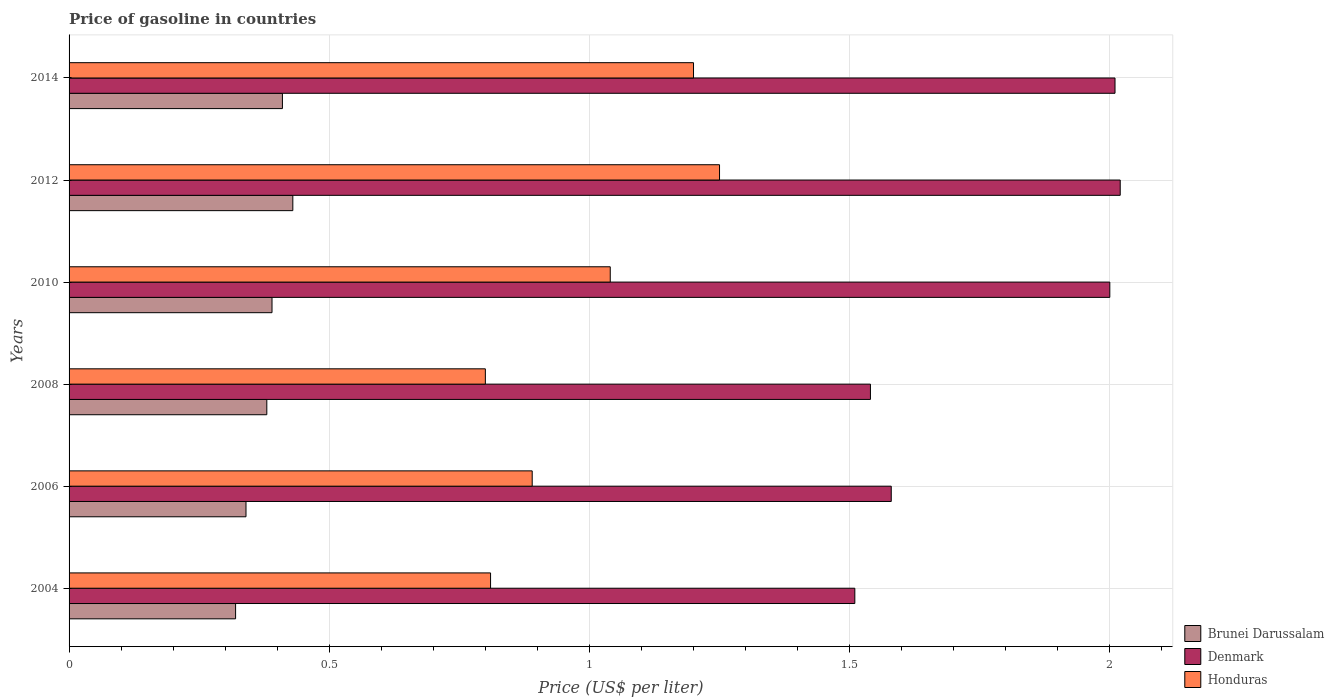 Price of gasoline in countries
2014
2012
2010
2008
2006
2004
Years
0
0.5
1
1.5
2
Price (US$ per liter)
Brunei Darussalam
Denmark
Honduras